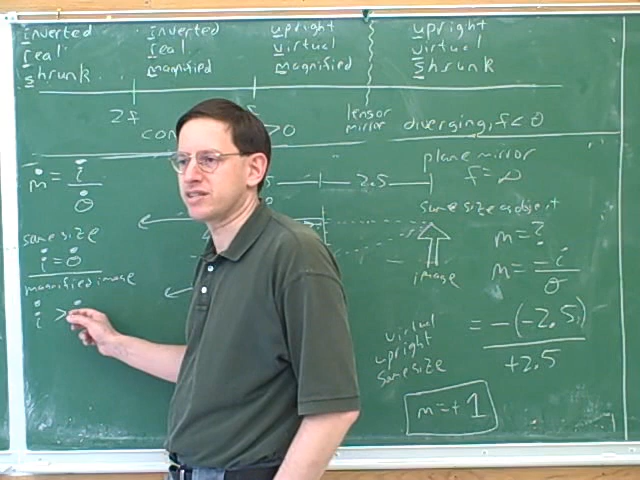 inverted
real
shrunk
inverted
real
magnified
upright
virtual
magnified
upright
virtual
shrunk
2f
f
con
>0
lens or
mirror
diverging, f<0
m = i
o
same size
i = o
magnified image
i >
2.5
plane mirror
f = ∞
same size as object
image
m = ?
m = -i
o
= -(-2.5)
+2.5
virtual
upright
same size
m = +1